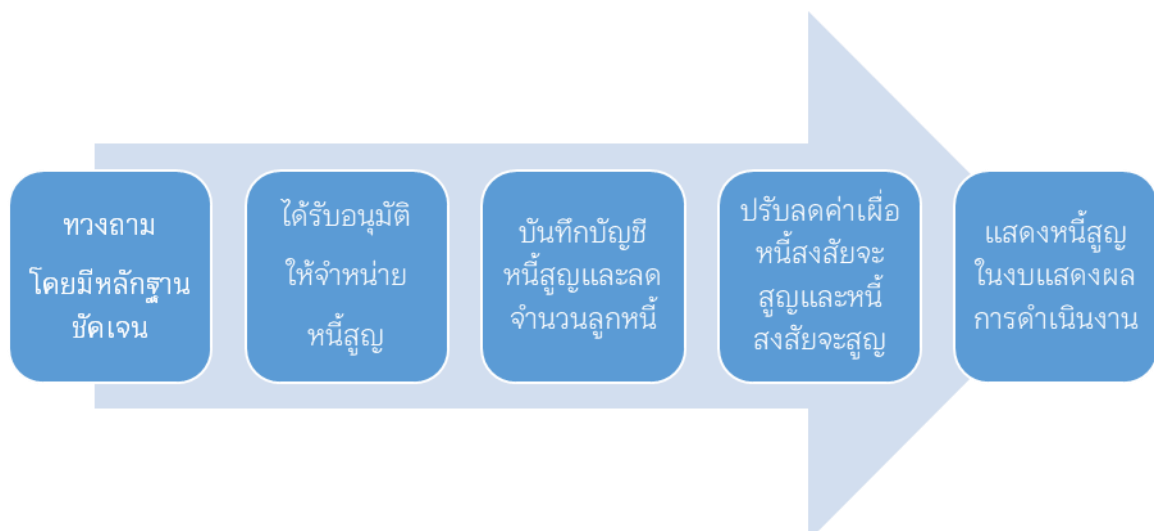 ทวงถาม
โดยมีหลักฐาน
ชัดเจน
ได้รับอนุมัติ
ให้จำหน่าย
หนี้สูญ
บันทึกบัญชี
หนี้สูญและลด
จำนวนลูกหนี้
ปรับลดค่าเผื่อ
หนี้สงสัยจะ
สูญและหนี้
สงสัยจะสูญ
แสดงหนี้สูญ
ในงบแสดงผล
การดำเนินงาน